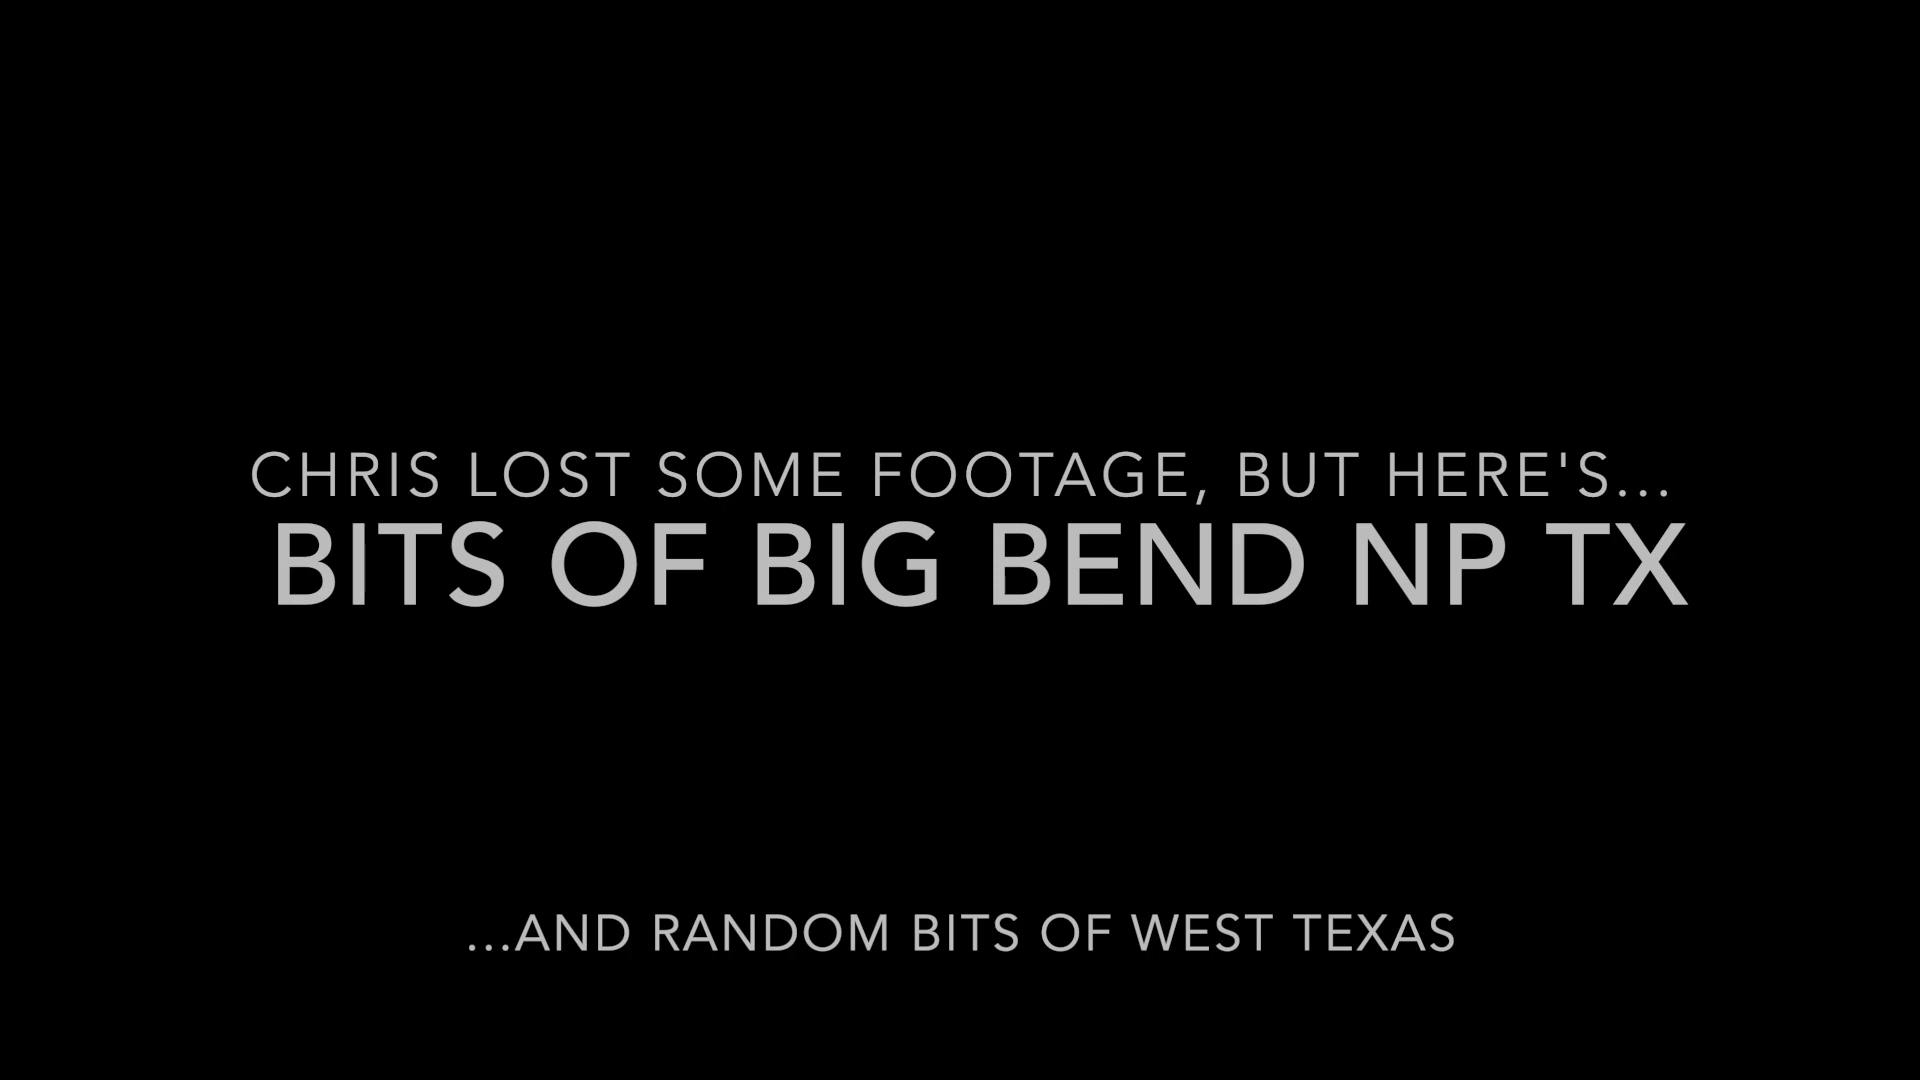 CHRIS LOST SOME FOOTAGE, BUT HERE'S...
BITS OF BIG BEND NP TX
...AND RANDOM BITS OF WEST TEXAS